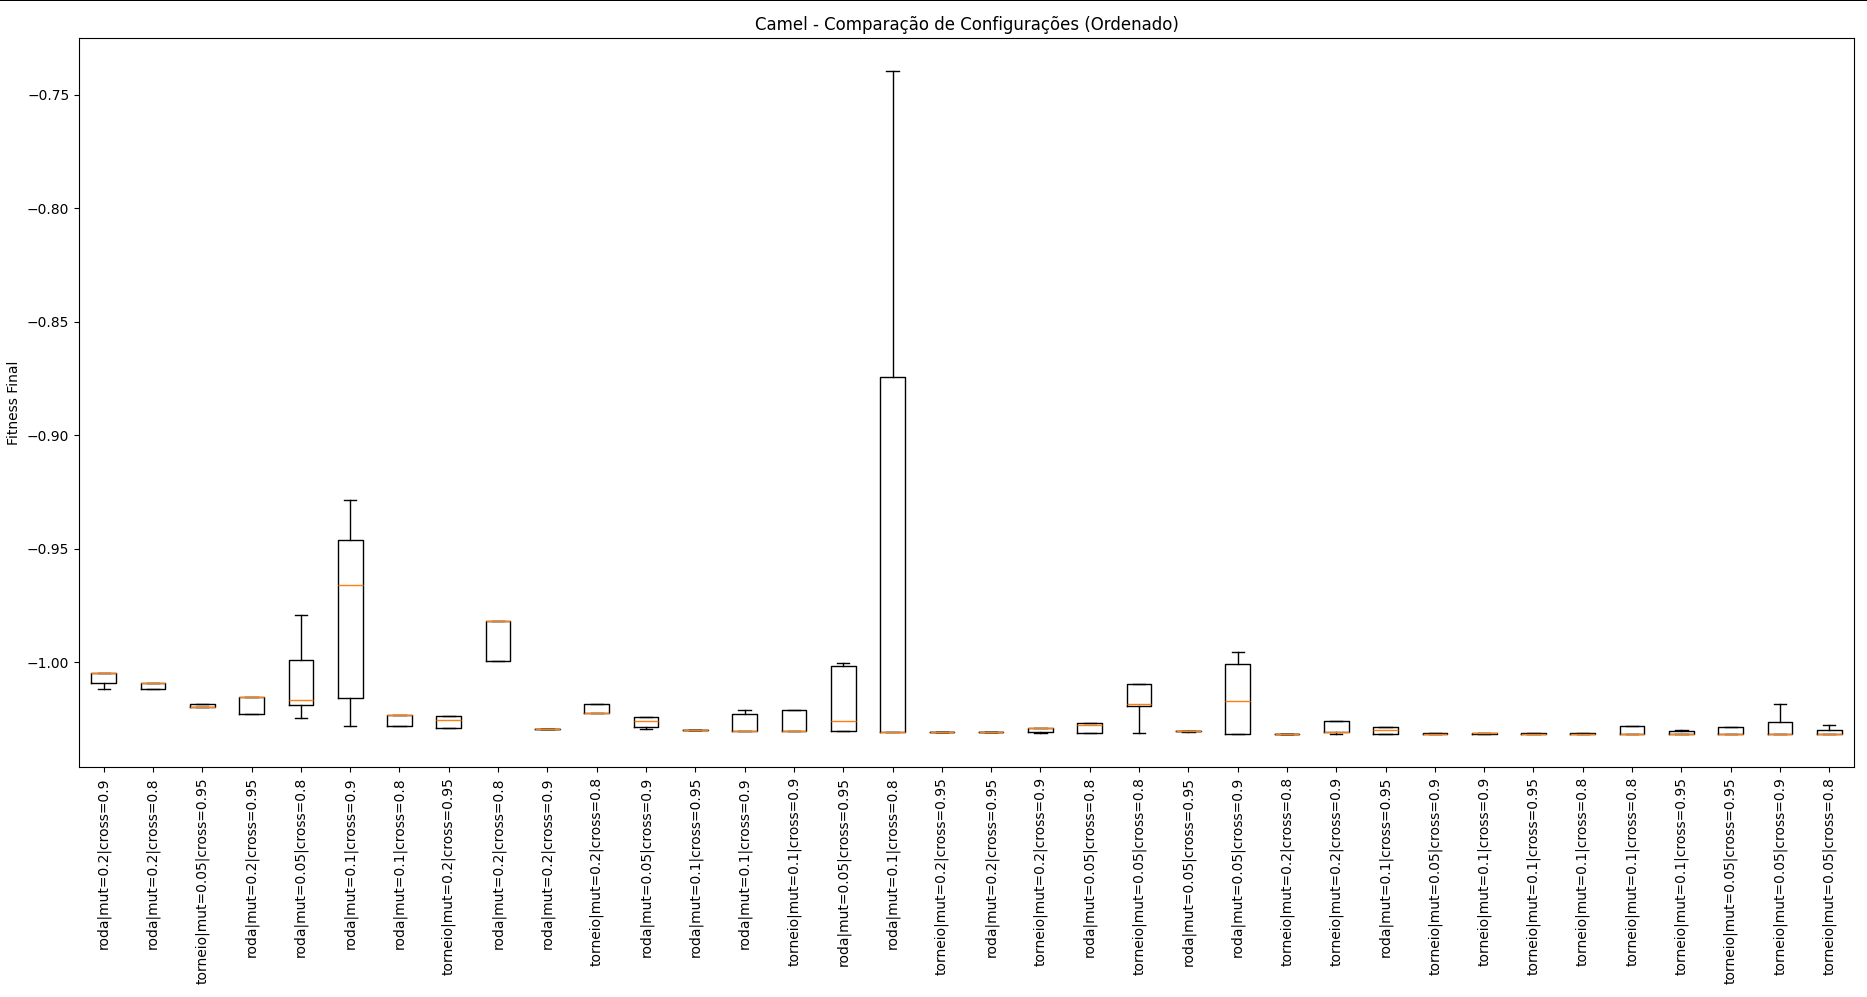 Camel - Comparação de Configurações (Ordenado)
Fitness Final
−0.75
−0.80
−0.85
−0.90
−0.95
−1.00
roda|mut=0.2|cross=0.9
roda|mut=0.2|cross=0.8
torneio|mut=0.05|cross=0.95
roda|mut=0.2|cross=0.95
roda|mut=0.05|cross=0.8
roda|mut=0.1|cross=0.9
roda|mut=0.1|cross=0.8
torneio|mut=0.2|cross=0.95
roda|mut=0.2|cross=0.8
roda|mut=0.2|cross=0.9
torneio|mut=0.2|cross=0.8
roda|mut=0.05|cross=0.9
roda|mut=0.1|cross=0.95
roda|mut=0.1|cross=0.9
torneio|mut=0.1|cross=0.9
roda|mut=0.05|cross=0.95
roda|mut=0.1|cross=0.8
torneio|mut=0.2|cross=0.95
roda|mut=0.2|cross=0.95
torneio|mut=0.2|cross=0.9
roda|mut=0.05|cross=0.8
torneio|mut=0.05|cross=0.8
roda|mut=0.05|cross=0.95
roda|mut=0.05|cross=0.9
torneio|mut=0.2|cross=0.8
torneio|mut=0.2|cross=0.9
roda|mut=0.1|cross=0.95
torneio|mut=0.05|cross=0.9
torneio|mut=0.1|cross=0.9
torneio|mut=0.1|cross=0.95
torneio|mut=0.1|cross=0.8
torneio|mut=0.1|cross=0.8
torneio|mut=0.1|cross=0.95
torneio|mut=0.05|cross=0.95
torneio|mut=0.05|cross=0.9
torneio|mut=0.05|cross=0.8